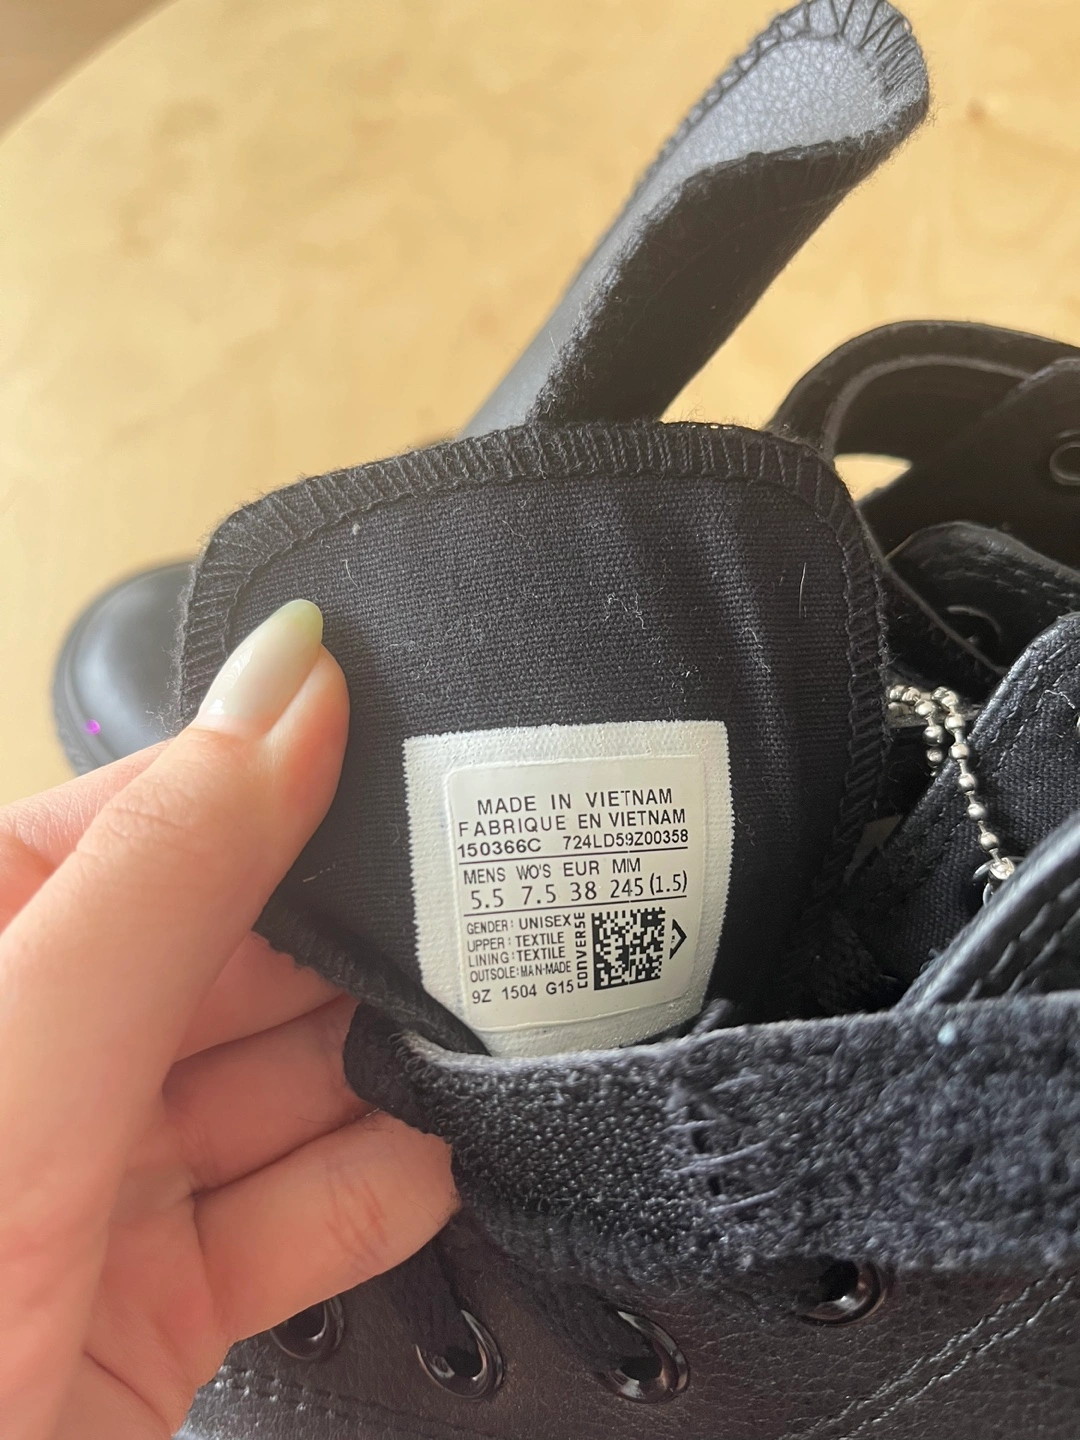 MADE IN VIETNAM
FABRIQUE EN VIETNAM
150366C 724LD59Z00358
MENS WO'S EUR MM
5.5 7.5 38 245 (1.5)
GENDER: UNISEX
UPPER: TEXTILE
LINING: TEXTILE
OUTSOLE: MAN-MADE
9Z 1504 G15
CONVERSE